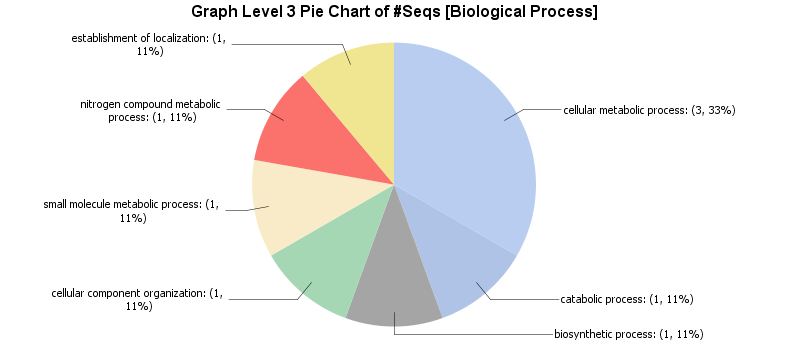 Graph Level 3 Pie Chart of #Seqs [Biological Process]
establishment of localization: (1,
11%)
nitrogen compound metabolic
process: (1, 11%)
cellular metabolic process: (3, 33%)
small molecule metabolic process: (1,
11%)
cellular component organization: (1,
11%)
catabolic process: (1, 11%)
biosynthetic process: (1, 11%)